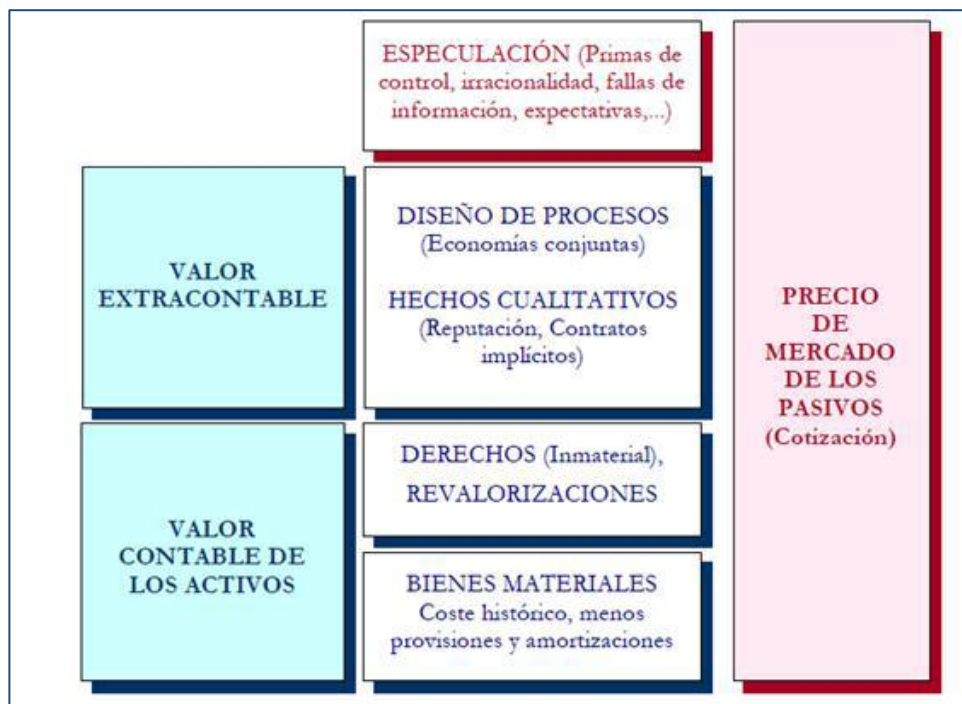 ESPECULACIÓN (Primas de
control, irracionalidad, fallas de
información, expectativas,...)
VALOR
EXTRACONTABLE
DISEÑO DE PROCESOS
(Economías conjuntas)
HECHOS CUALITATIVOS
(Reputación, Contratos
implícitos)
VALOR
CONTABLE DE
LOS ACTIVOS
DERECHOS (Inmaterial),
REVALORIZACIONES
BIENES MATERIALES
Coste histórico, menos
provisiones y amortizaciones
PRECIO
DE
MERCADO
DE LOS
PASIVOS
(Cotización)